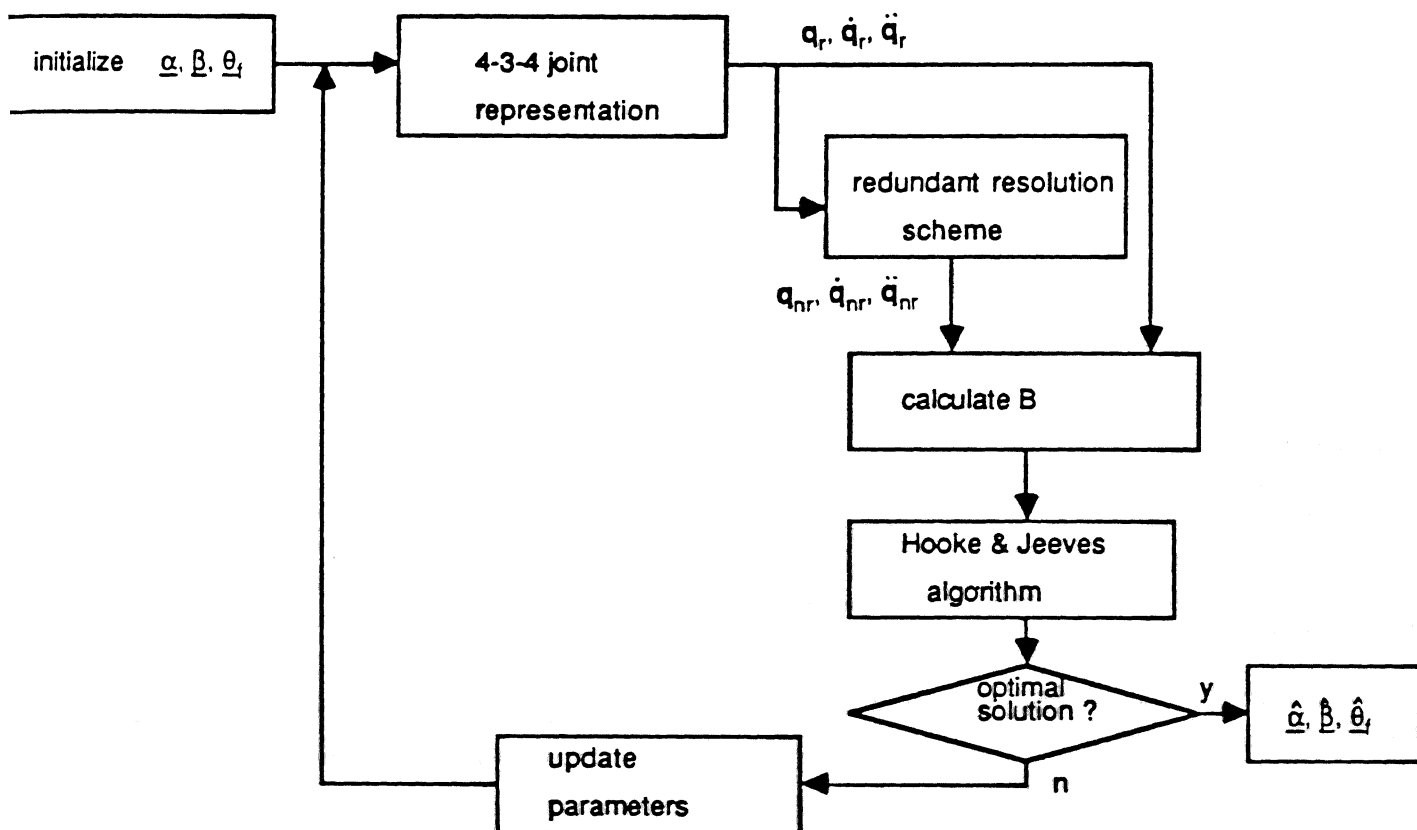 initialize α, β, θf
4-3-4 joint
representation
qr, q̇r, q̈r
redundant resolution
scheme
qnr, q̇nr, q̈nr
calculate B
Hooke & Jeeves
algorithm
optimal
solution ?
y
α̂, β̂, θ̂f
n
update
parameters